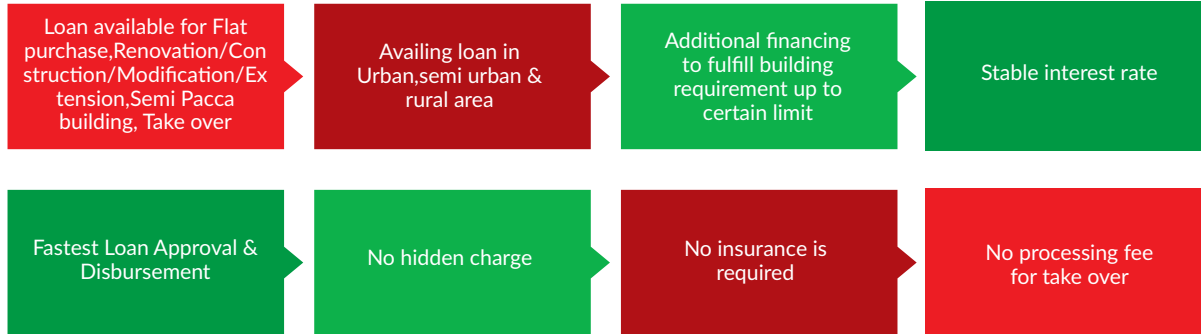 Loan available for Flat
purchase,Renovation/Con
struction/Modification/Ex
tension,Semi Pacca
building, Take over
Availing loan in
Urban,semi urban &
rural area
Additional financing
to fulfill building
requirement up to
certain limit
Stable interest rate
Fastest Loan Approval &
Disbursement
No hidden charge
No insurance is
required
No processing fee
for take over